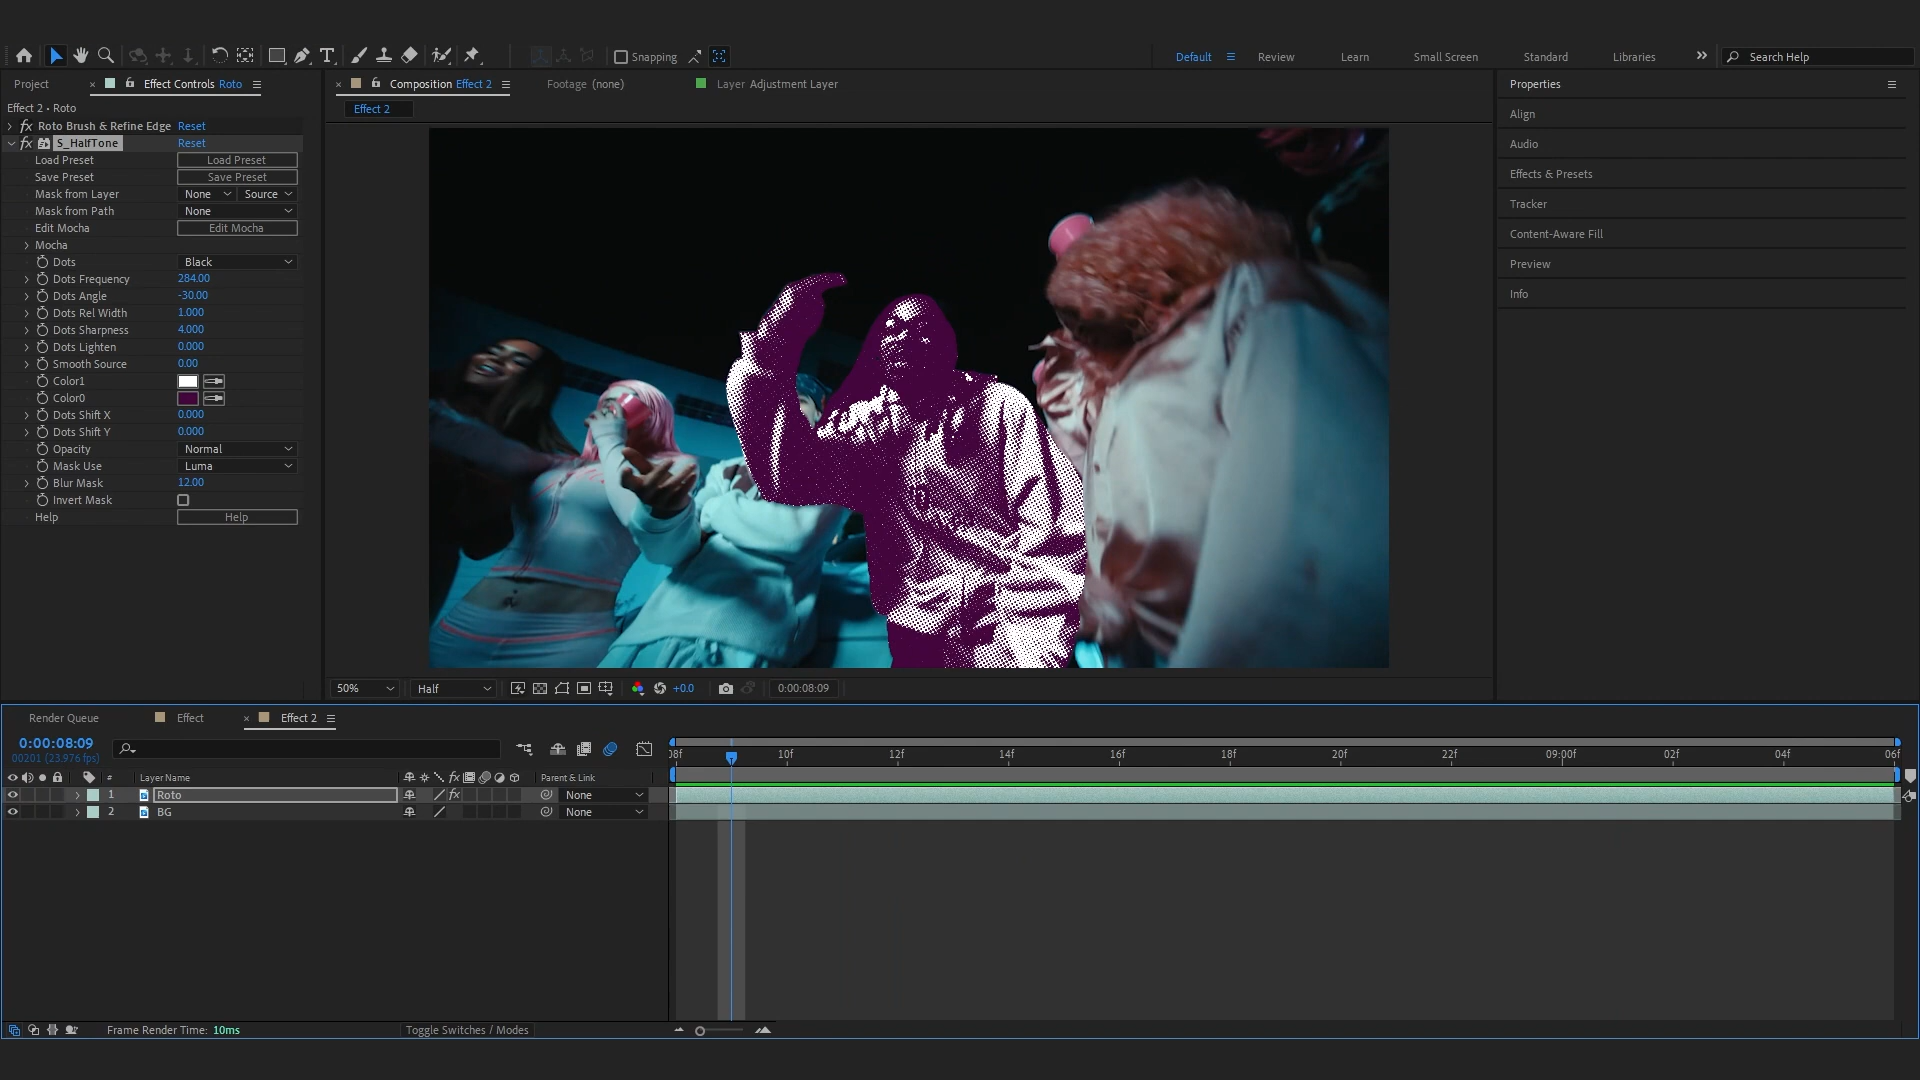 Snapping
Default
Review
Learn
Small Screen
Standard
Libraries
Search Help
Project
Effect Controls Roto
Composition Effect 2
Footage (none)
Layer Adjustment Layer
Properties
Effect 2 • Roto
Effect 2
Align
fx Roto Brush & Refine Edge Reset
fx S_HalfTone Reset
Audio
Load Preset Load Preset
Save Preset Save Preset
Effects & Presets
Mask from Layer None Source
Mask from Path None
Tracker
Edit Mocha Edit Mocha
Content-Aware Fill
Mocha
Dots Black
Preview
Dots Frequency 284.00
Dots Angle -30.00
Info
Dots Rel Width 1.000
Dots Sharpness 4.000
Dots Lighten 0.000
Smooth Source 0.00
Color1
Color0
Dots Shift X 0.000
Dots Shift Y 0.000
Opacity Normal
Mask Use Luma
Blur Mask 12.00
Invert Mask
Help Help
50% Half +0.0 0:00:08:09
Render Queue
Effect
Effect 2
0:00:08:09
00201 (23.976 fps)
08f 10f 12f 14f 16f 18f 20f 22f 09:00f 02f 04f 06f
# Layer Name fx Parent & Link
1 Roto fx None
2 BG None
Frame Render Time: 10ms
Toggle Switches / Modes